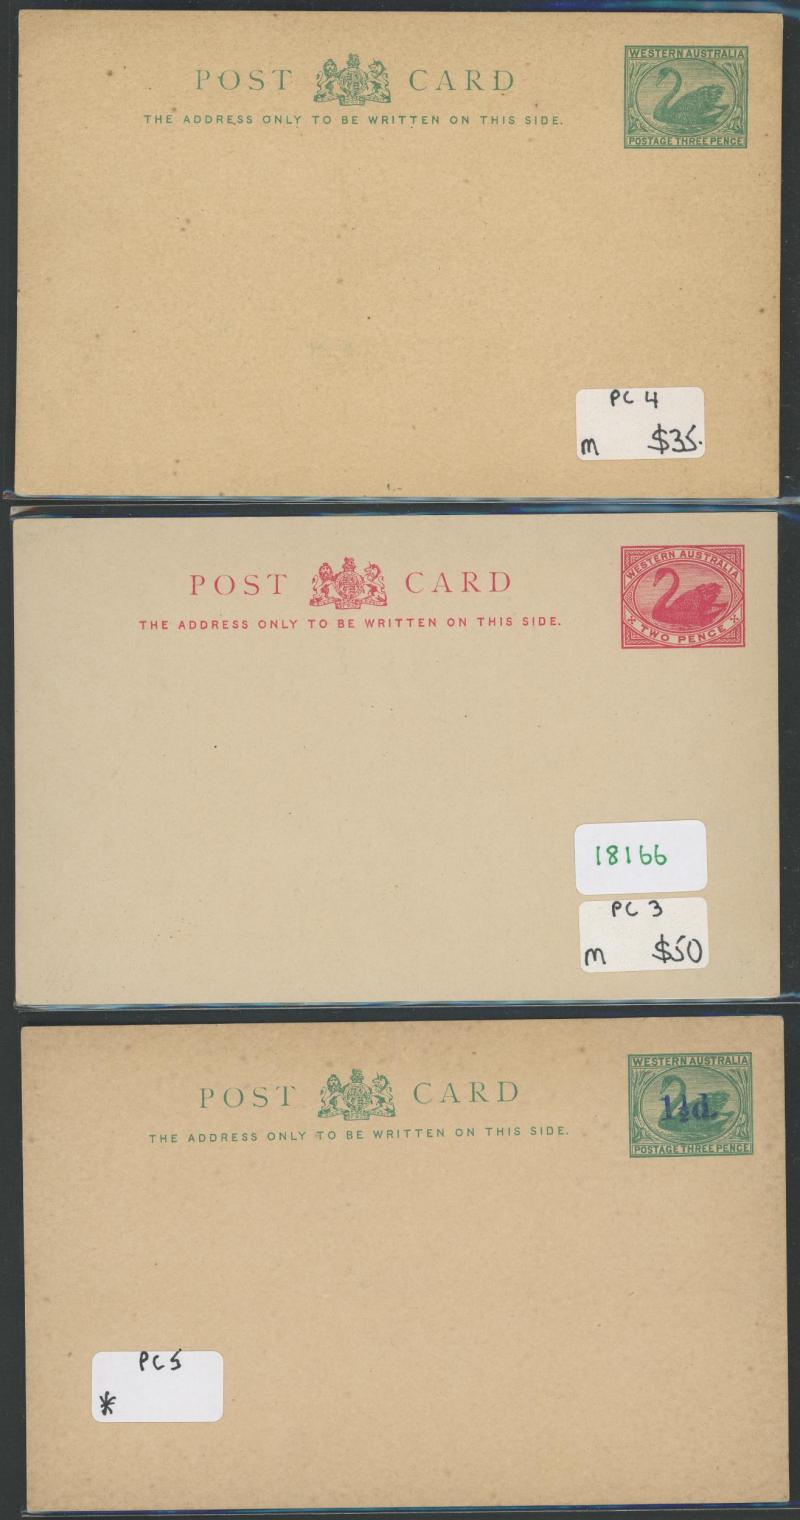 POST CARD
THE ADDRESS ONLY TO BE WRITTEN ON THIS SIDE.
WESTERN AUSTRALIA
POSTAGE THREE PENCE
PC 4
m $35.
POST CARD
THE ADDRESS ONLY TO BE WRITTEN ON THIS SIDE.
WESTERN AUSTRALIA
TWO PENCE
18166
PC 3
m $50
POST CARD
THE ADDRESS ONLY TO BE WRITTEN ON THIS SIDE.
WESTERN AUSTRALIA
1½d.
POSTAGE THREE PENCE
PC 5
*